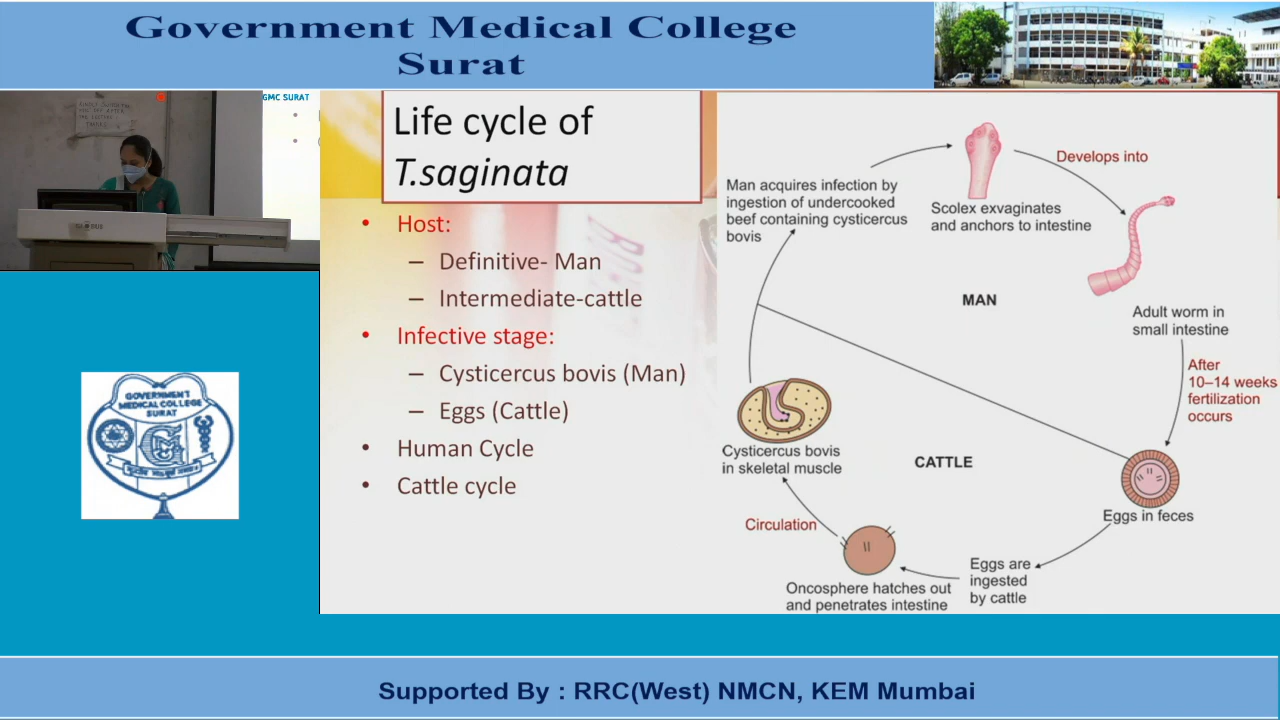 Government Medical College
Surat
GMC SURAT
Life cycle of
T.saginata
• Host:
– Definitive- Man
– Intermediate-cattle
• Infective stage:
– Cysticercus bovis (Man)
– Eggs (Cattle)
• Human Cycle
• Cattle cycle
Man acquires infection by
ingestion of undercooked
beef containing cysticercus
bovis
Scolex exvaginates
and anchors to intestine
Develops into
MAN
Adult worm in
small intestine
After
10–14 weeks
fertilization
occurs
Eggs in feces
Eggs are
ingested
by cattle
Oncosphere hatches out
and penetrates intestine
Circulation
Cysticercus bovis
in skeletal muscle
CATTLE
GOVERNMENT
MEDICAL COLLEGE
SURAT
Supported By : RRC(West) NMCN, KEM Mumbai